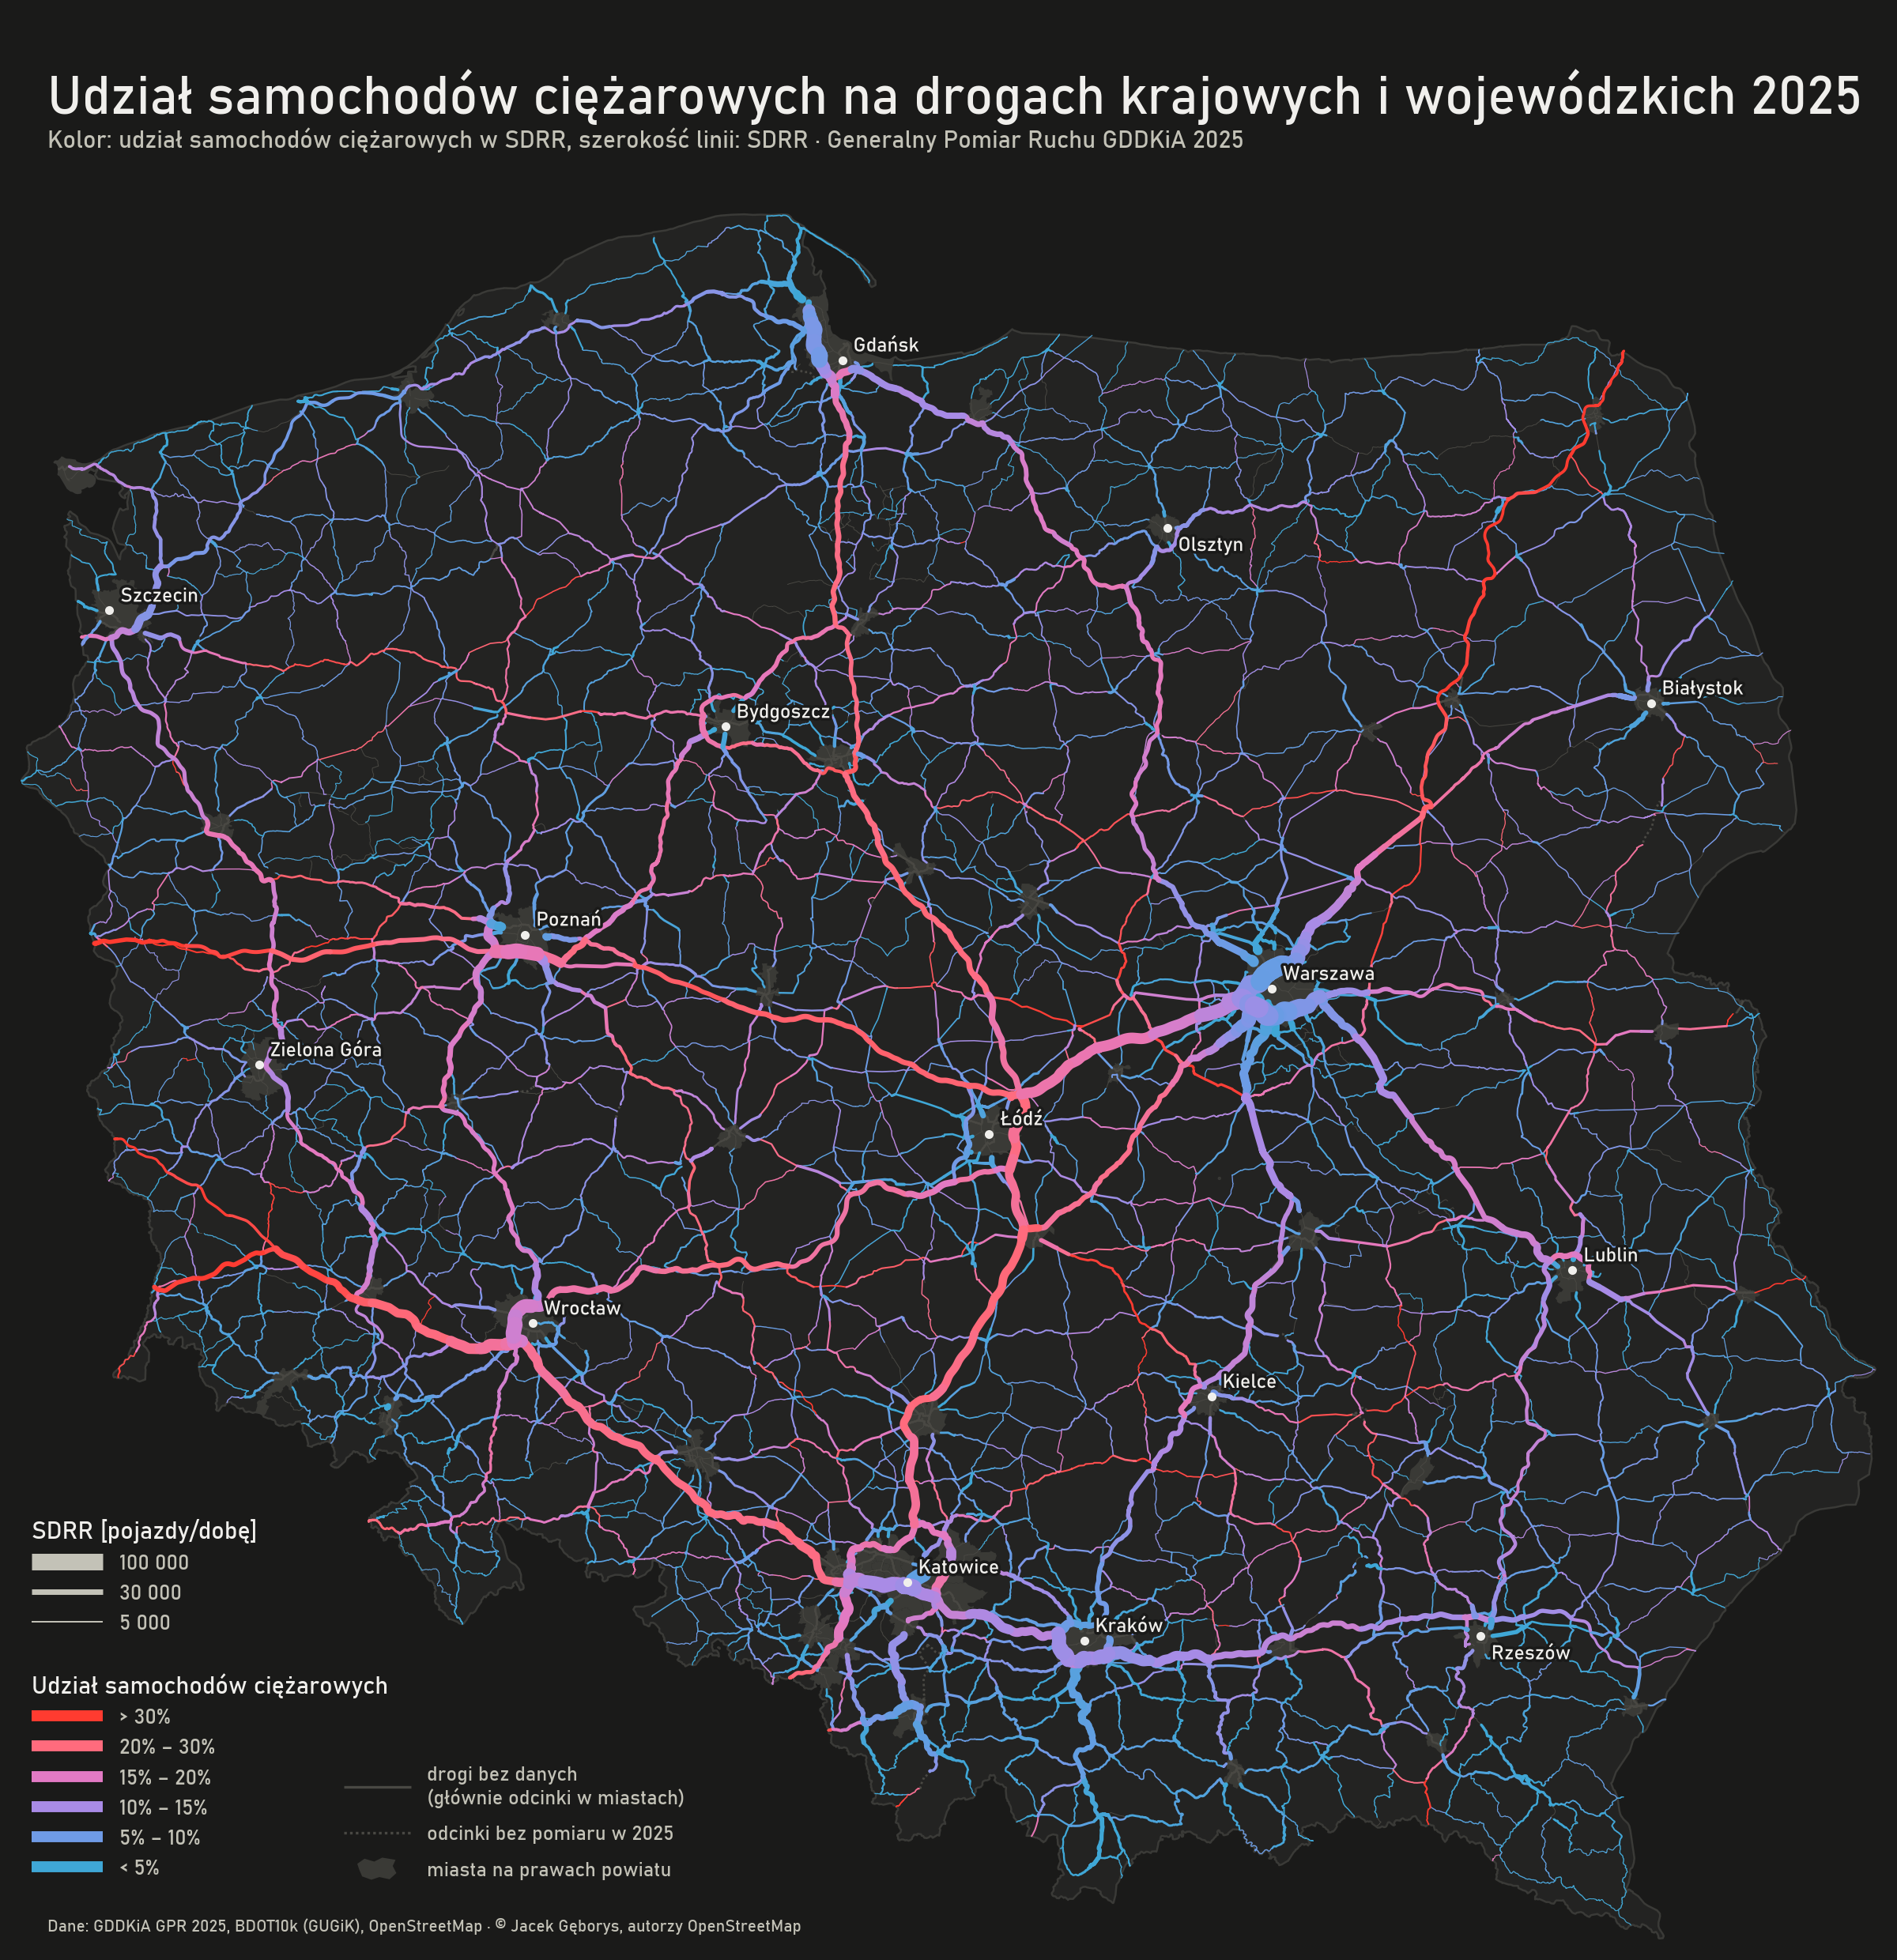 Udział samochodów ciężarowych na drogach krajowych i wojewódzkich 2025
Kolor: udział samochodów ciężarowych w SDRR, szerokość linii: SDRR · Generalny Pomiar Ruchu GDDKiA 2025
Gdańsk
Olsztyn
Szczecin
Białystok
Bydgoszcz
Poznań
Warszawa
Zielona Góra
Łódź
Lublin
Wrocław
Kielce
Katowice
Kraków
Rzeszów
SDRR [pojazdy/dobę]
100 000
30 000
5 000
Udział samochodów ciężarowych
> 30%
20% – 30%
15% – 20%
10% – 15%
5% – 10%
< 5%
drogi bez danych
(głównie odcinki w miastach)
odcinki bez pomiaru w 2025
miasta na prawach powiatu
Dane: GDDKiA GPR 2025, BDOT10k (GUGiK), OpenStreetMap · © Jacek Gęborys, autorzy OpenStreetMap